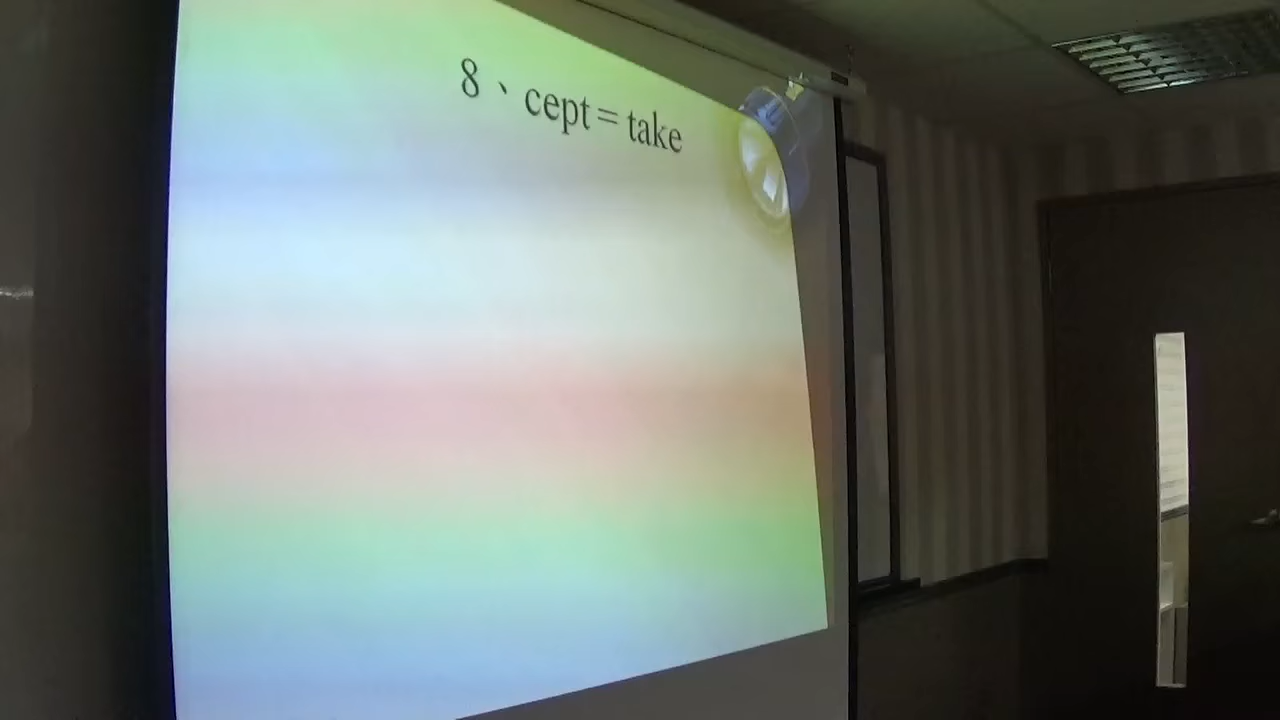 8、cept = take